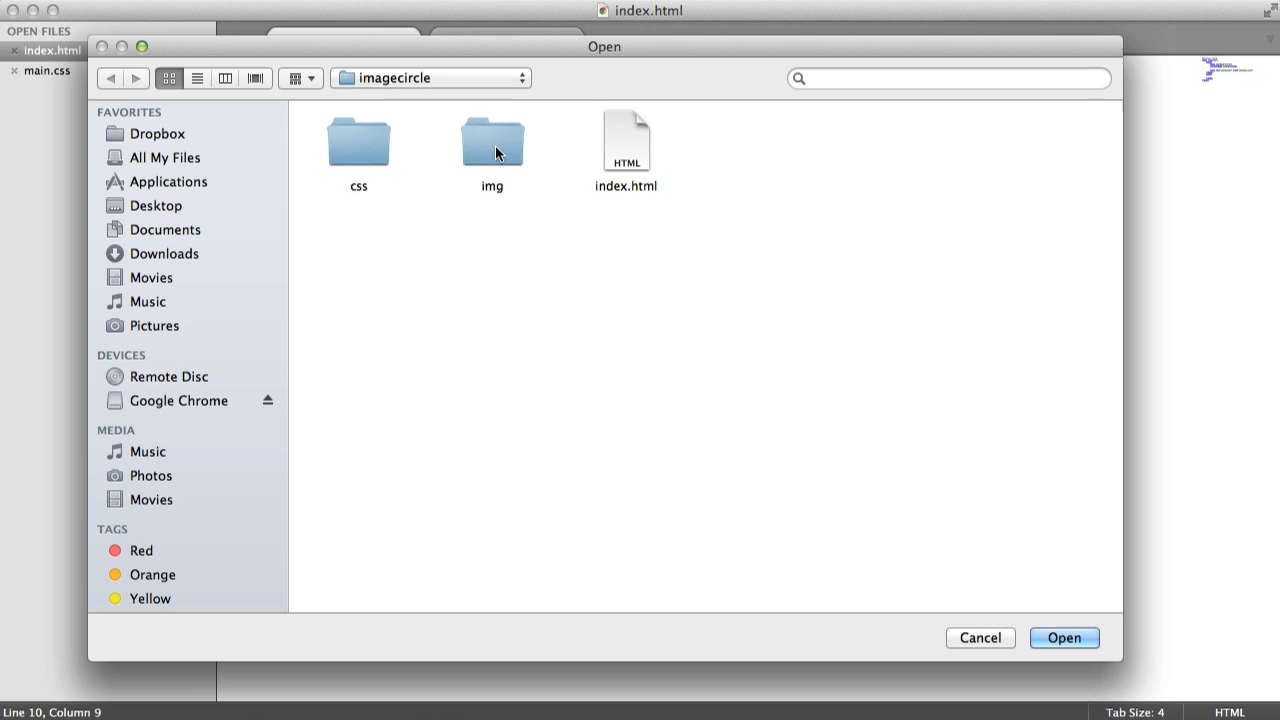 index.html
OPEN FILES
index.html
main.css
Open
imagecircle
FAVORITES
Dropbox
All My Files
Applications
Desktop
Documents
Downloads
Movies
Music
Pictures
DEVICES
Remote Disc
Google Chrome
MEDIA
Music
Photos
Movies
TAGS
Red
Orange
Yellow
css
img
HTML
index.html
Cancel
Open
Line 10, Column 9
Tab Size: 4
HTML